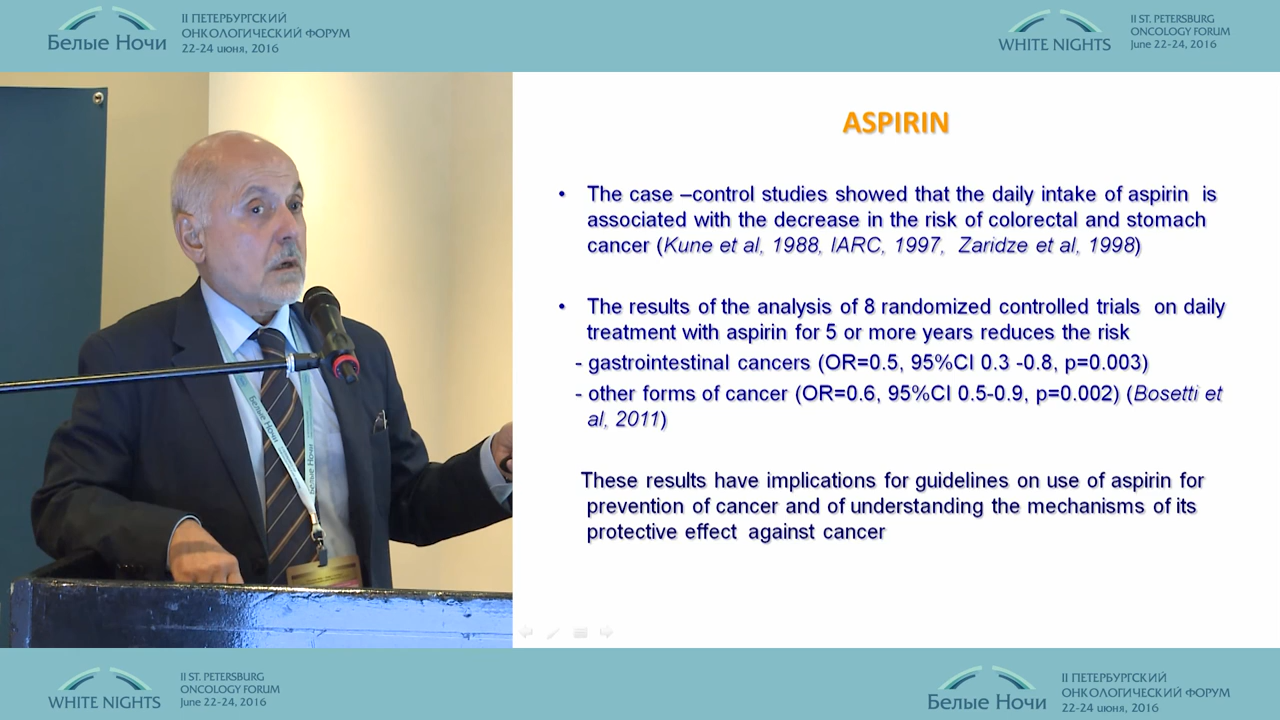 II ПЕТЕРБУРГСКИЙ
ОНКОЛОГИЧЕСКИЙ ФОРУМ
Белые Ночи
22-24 июня, 2016
II ST. PETERSBURG
ONCOLOGY FORUM
WHITE NIGHTS
June 22-24, 2016
ASPIRIN
• The case –control studies showed that the daily intake of aspirin is
associated with the decrease in the risk of colorectal and stomach
cancer (Kune et al, 1988, IARC, 1997, Zaridze et al, 1998)
• The results of the analysis of 8 randomized controlled trials on daily
treatment with aspirin for 5 or more years reduces the risk
- gastrointestinal cancers (OR=0.5, 95%CI 0.3 -0.8, p=0.003)
- other forms of cancer (OR=0.6, 95%CI 0.5-0.9, p=0.002) (Bosetti et
al, 2011)
These results have implications for guidelines on use of aspirin for
prevention of cancer and of understanding the mechanisms of its
protective effect against cancer
Белые Ночи
Белые Ночи
II ST. PETERSBURG
ONCOLOGY FORUM
WHITE NIGHTS
June 22-24, 2016
II ПЕТЕРБУРГСКИЙ
ОНКОЛОГИЧЕСКИЙ ФОРУМ
Белые Ночи
22-24 июня, 2016